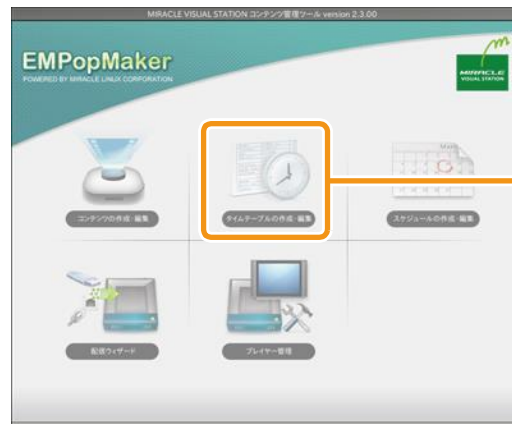 MIRACLE VISUAL STATION コンテンツ管理ツール version 2.3.00
EMPopMaker
POWERED BY MIRACLE LINUX CORPORATION
m
MIRACLE
VISUAL STATION
コンテンツの作成・編集
タイムテーブルの作成・編集
スケジュールの作成・編集
配信ウィザード
プレイヤー管理